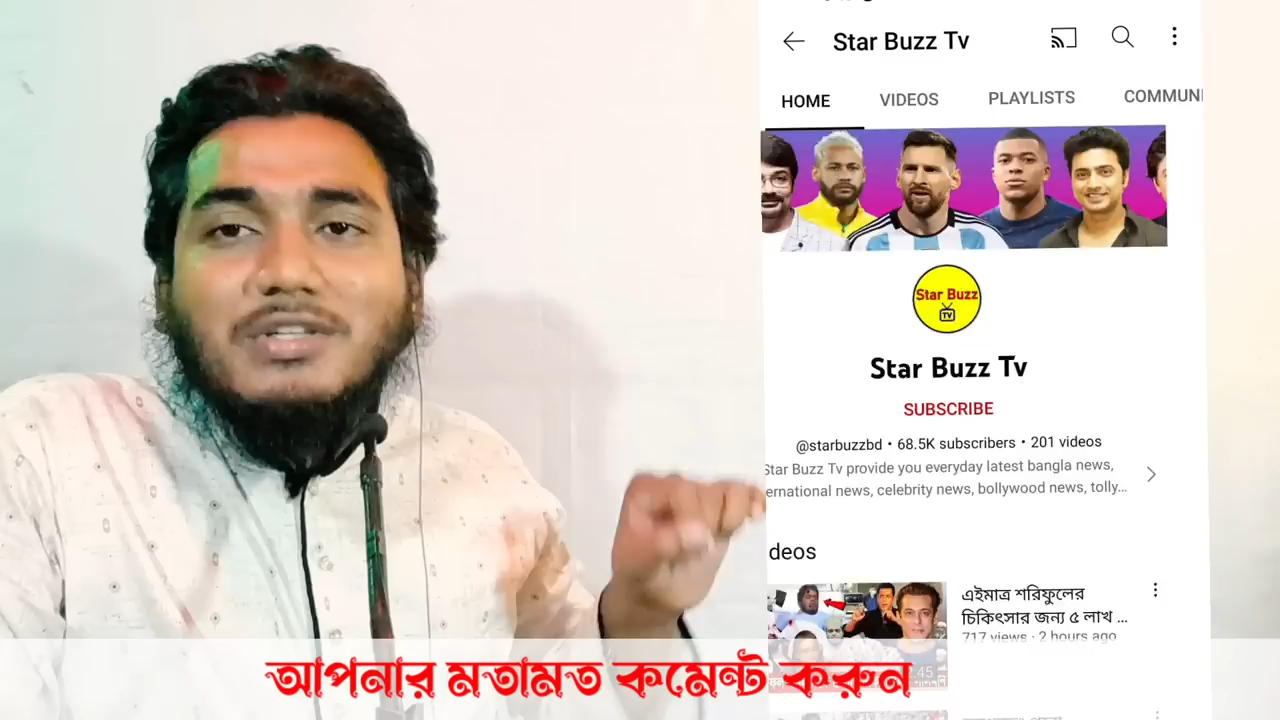 Star Buzz Tv
HOME VIDEOS PLAYLISTS COMMUNI
Star Buzz
TV
Star Buzz Tv
SUBSCRIBE
@starbuzzbd • 68.5K subscribers • 201 videos
Star Buzz Tv provide you everyday latest bangla news,
ernational news, celebrity news, bollywood news, tolly...
deos
এইমাত্র শরিফুলের
চিকিৎসার জন্য ৫ লাখ ...
717 views · 2 hours ago
আপনার মতামত কমেন্ট করুন